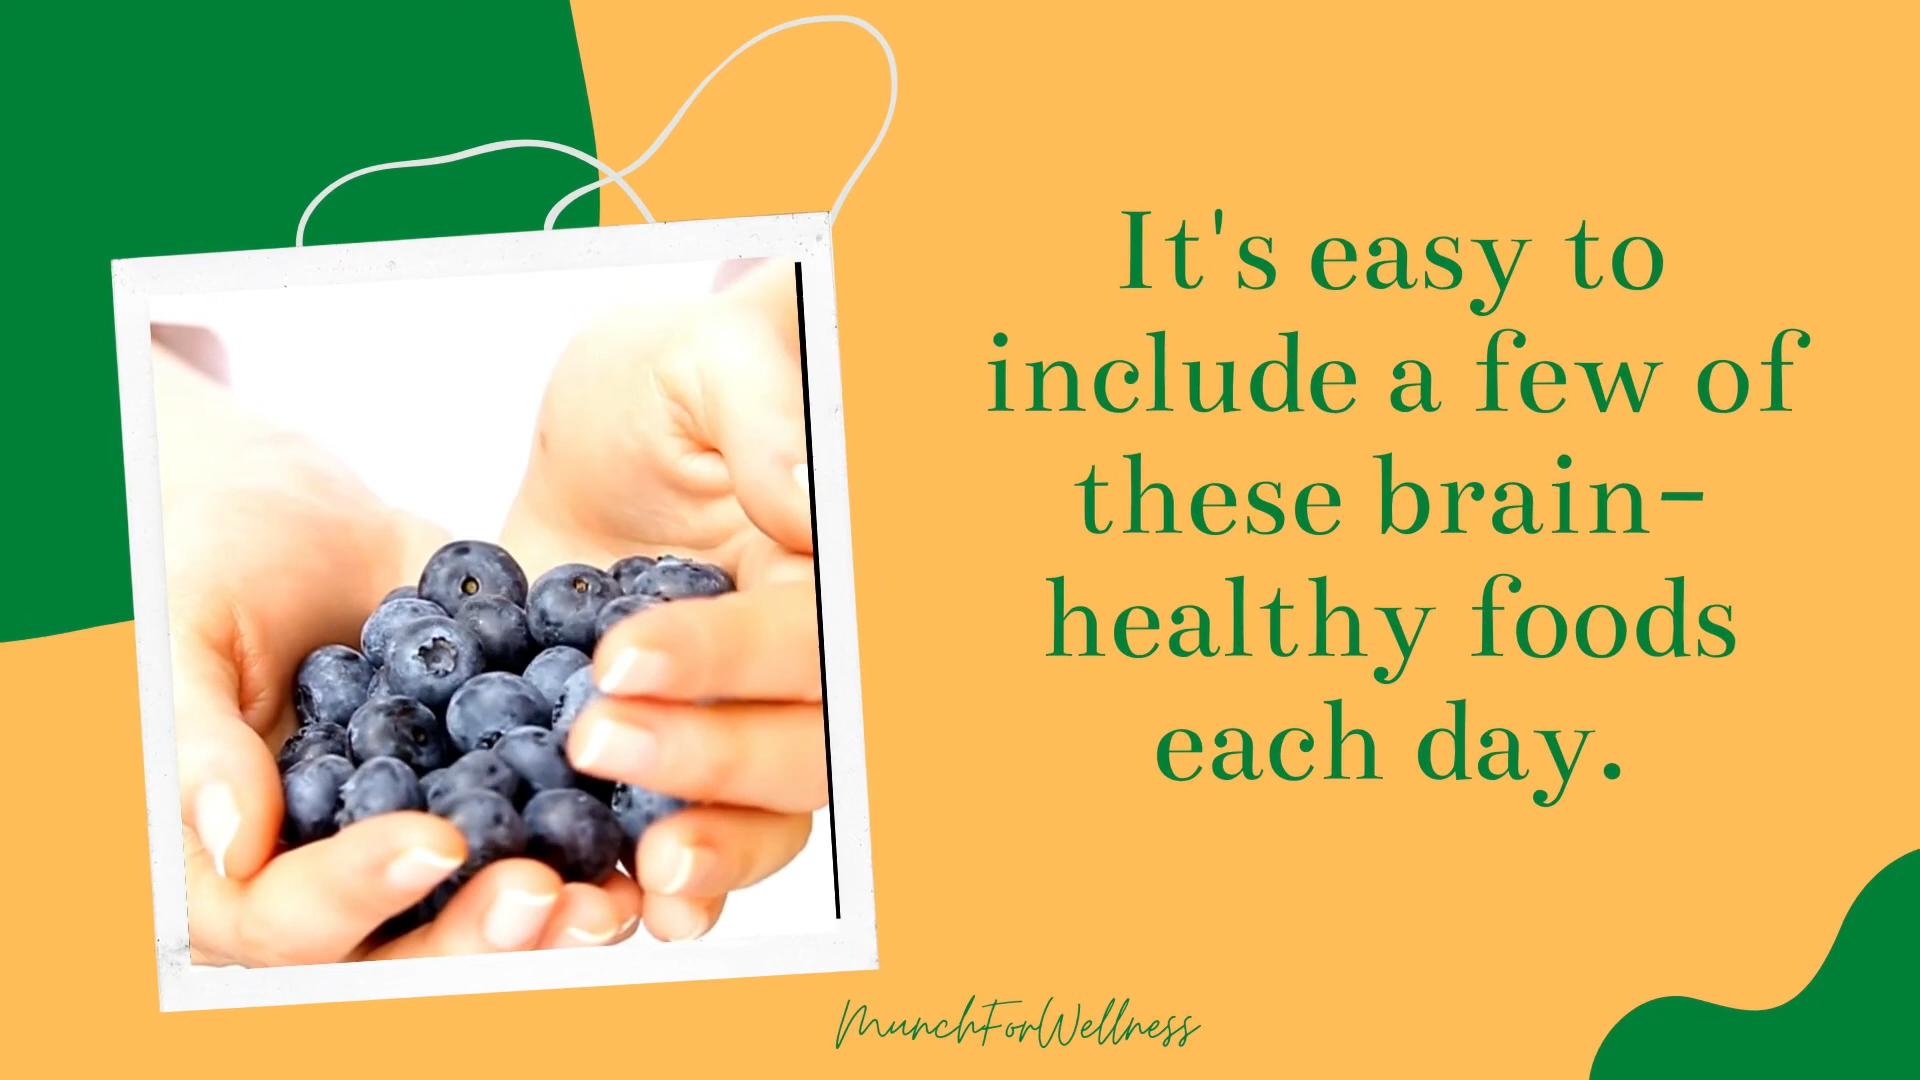 It's easy to
include a few of
these brain-
healthy foods
each day.
MunchForWellness